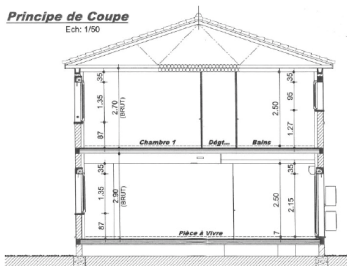 Principe de Coupe
Ech: 1/50
35
1,35
87
2.70
(BRUT)
2.50
35
95
1.27
Chambre 1
Dégt...
Bains
35
1,35
87
2.90
(BRUT)
2.50
7
35
2.15
Pièce à Vivre